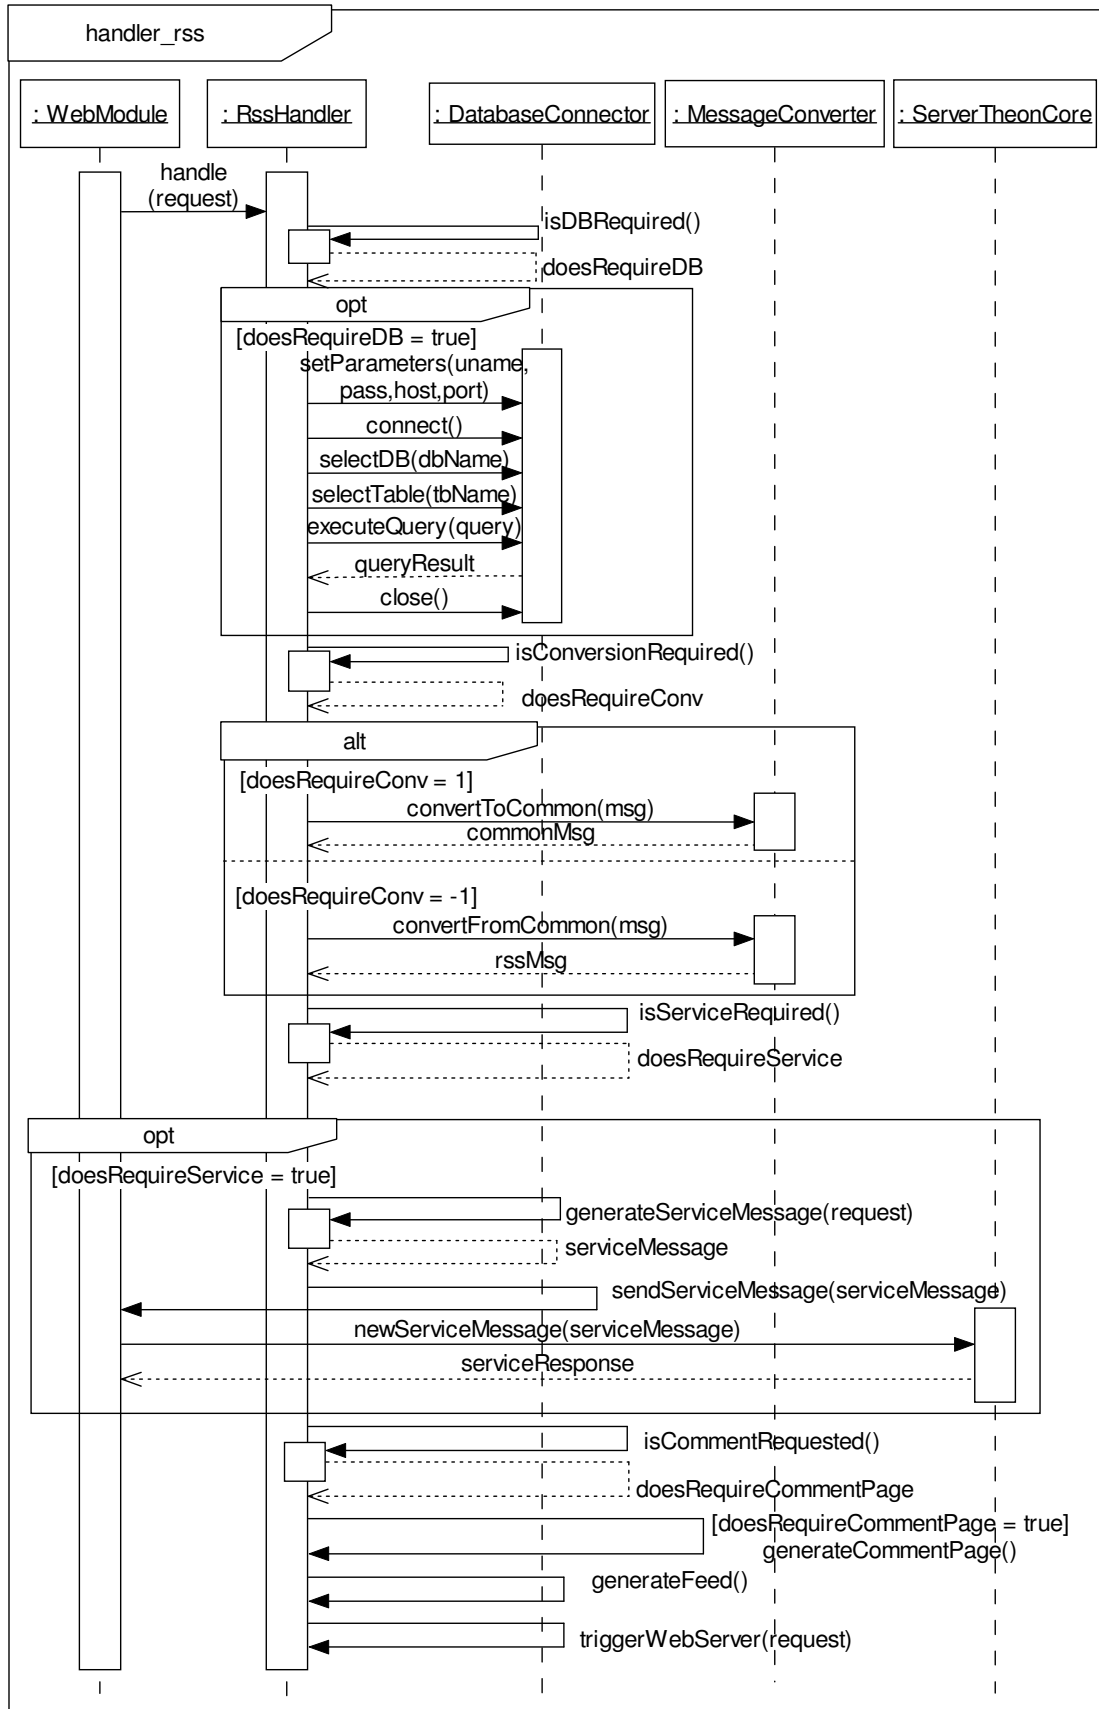 handler_rss
: WebModule
: RssHandler
: DatabaseConnector
: MessageConverter
: ServerTheonCore
handle
(request)
isDBRequired()
doesRequireDB
opt
[doesRequireDB = true]
setParameters(uname,
pass,host,port)
connect()
selectDB(dbName)
selectTable(tbName)
executeQuery(query)
queryResult
close()
isConversionRequired()
doesRequireConv
alt
[doesRequireConv = 1]
convertToCommon(msg)
commonMsg
[doesRequireConv = -1]
convertFromCommon(msg)
rssMsg
isServiceRequired()
doesRequireService
opt
[doesRequireService = true]
generateServiceMessage(request)
serviceMessage
sendServiceMessage(serviceMessage)
newServiceMessage(serviceMessage)
serviceResponse
isCommentRequested()
doesRequireCommentPage
[doesRequireCommentPage = true]
generateCommentPage()
generateFeed()
triggerWebServer(request)